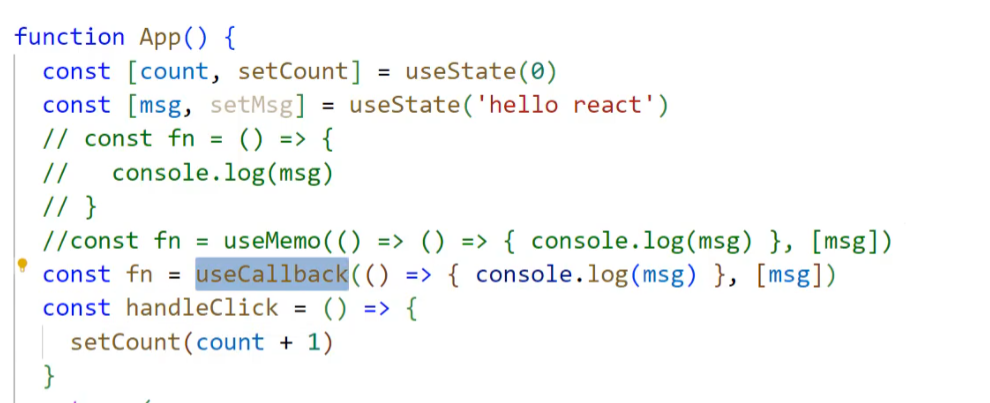 function App() {
const [count, setCount] = useState(0)
const [msg, setMsg] = useState('hello react')
// const fn = () => {
//   console.log(msg)
// }
//const fn = useMemo(() => () => { console.log(msg) }, [msg])
const fn = useCallback(() => { console.log(msg) }, [msg])
const handleClick = () => {
setCount(count + 1)
}